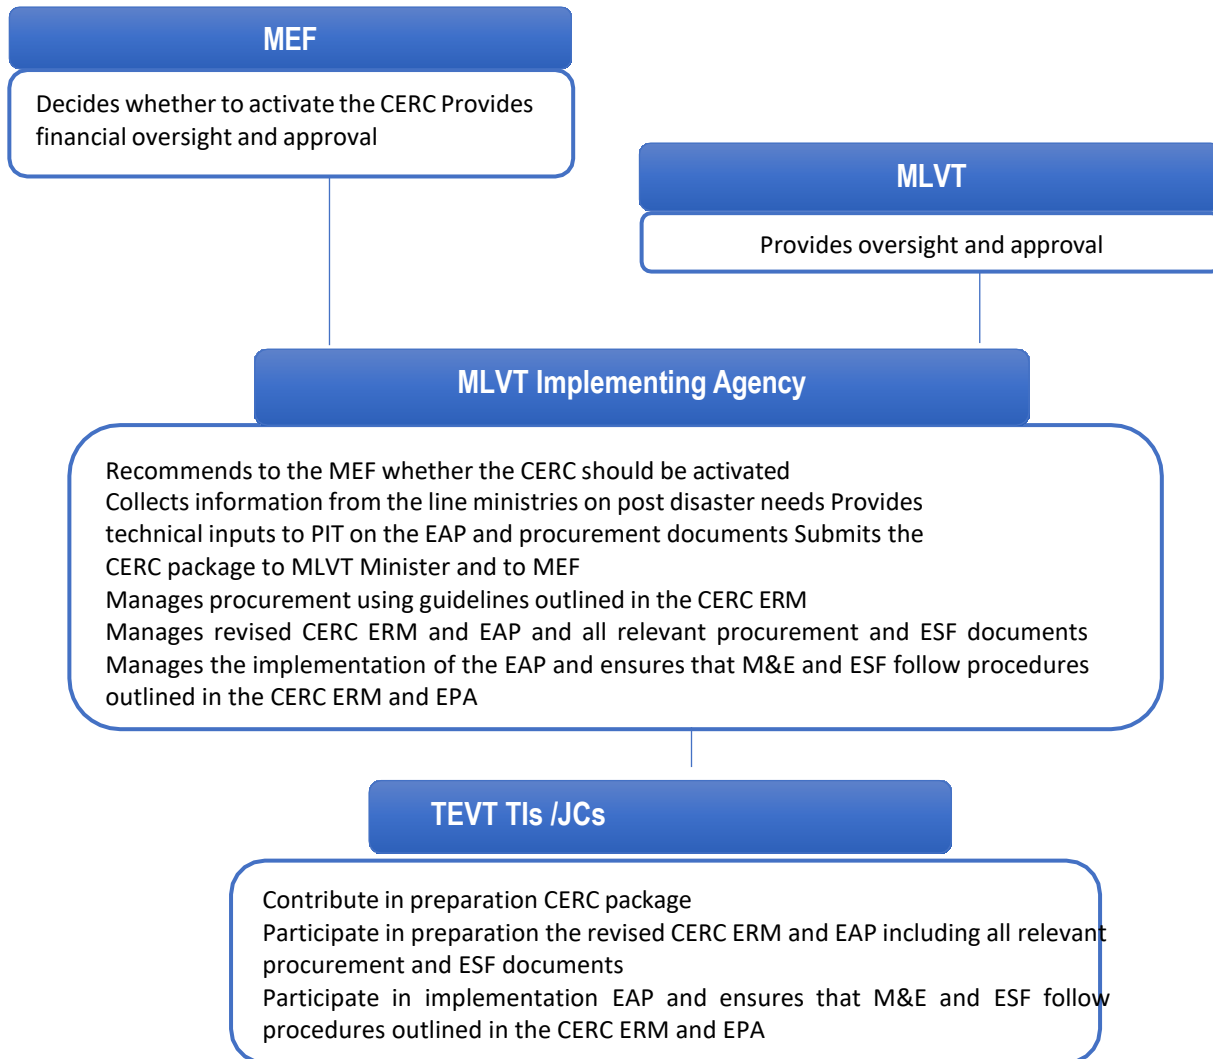 MEF
Decides whether to activate the CERC Provides
financial oversight and approval
MLVT
Provides oversight and approval
MLVT Implementing Agency
Recommends to the MEF whether the CERC should be activated
Collects information from the line ministries on post disaster needs Provides
technical inputs to PIT on the EAP and procurement documents Submits the
CERC package to MLVT Minister and to MEF
Manages procurement using guidelines outlined in the CERC ERM
Manages revised CERC ERM and EAP and all relevant procurement and ESF documents
Manages the implementation of the EAP and ensures that M&E and ESF follow procedures
outlined in the CERC ERM and EPA
TEVT TIs /JCs
Contribute in preparation CERC package
Participate in preparation the revised CERC ERM and EAP including all relevant
procurement and ESF documents
Participate in implementation EAP and ensures that M&E and ESF follow
procedures outlined in the CERC ERM and EPA